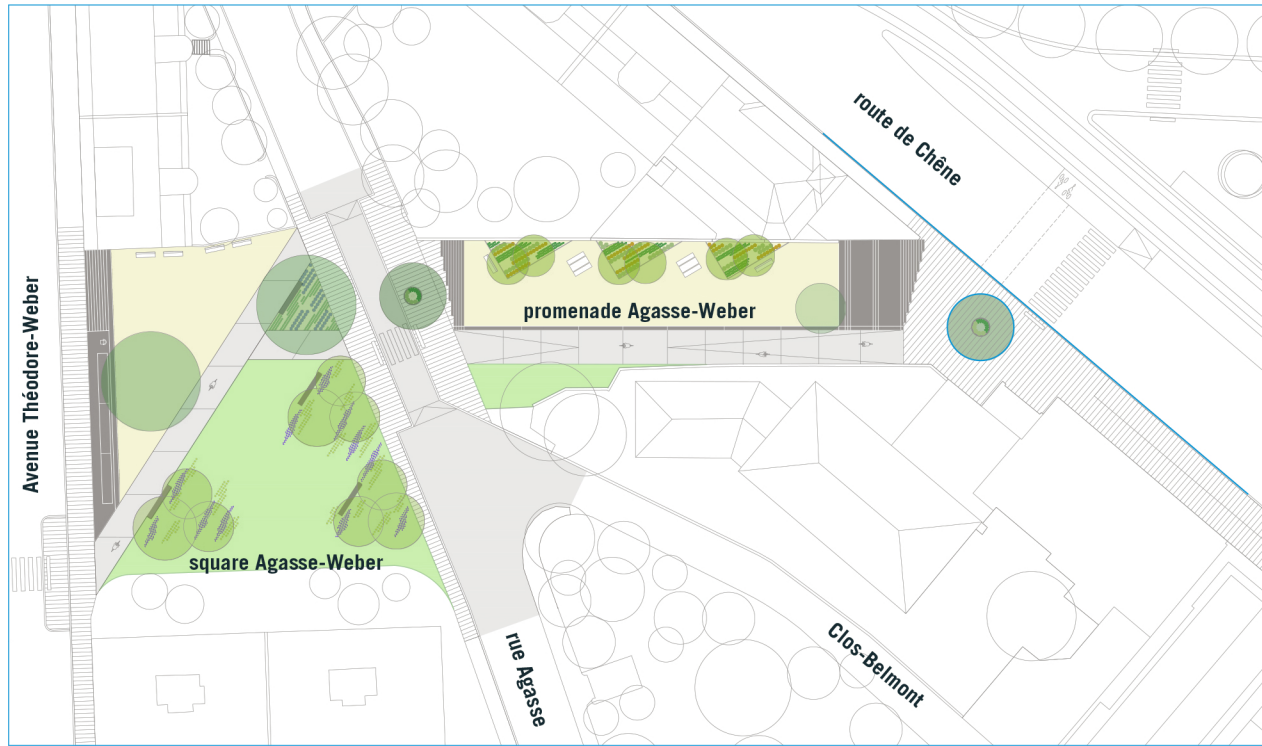 route de Chêne
Avenue Théodore-Weber
promenade Agasse-Weber
square Agasse-Weber
rue Agasse
Clos-Belmont